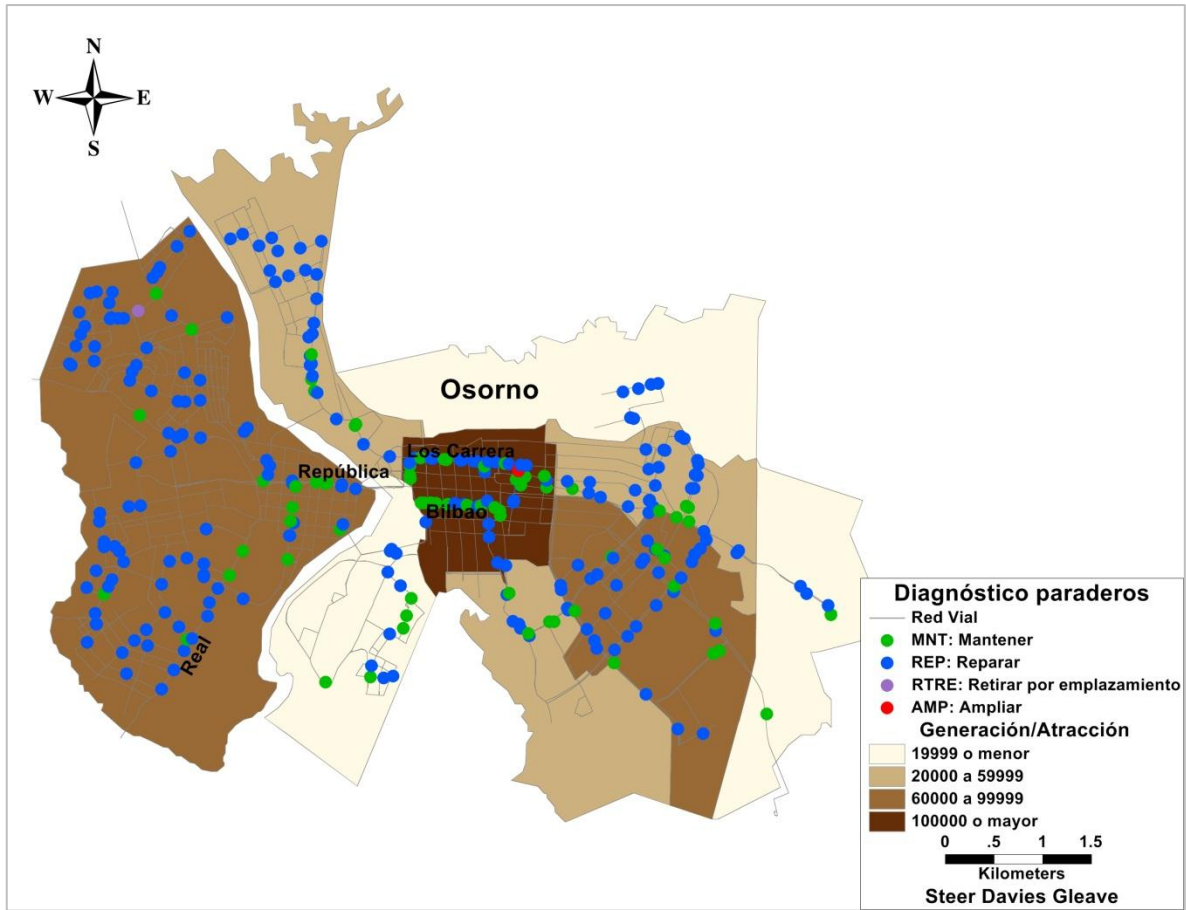 N
W E
S
Osorno
Los Carrera
República
Bilbao
Real
Diagnóstico paraderos
Red Vial
MNT: Mantener
REP: Reparar
RTRE: Retirar por emplazamiento
AMP: Ampliar
Generación/Atracción
19999 o menor
20000 a 59999
60000 a 99999
100000 o mayor
0 .5 1 1.5
Kilometers
Steer Davies Gleave